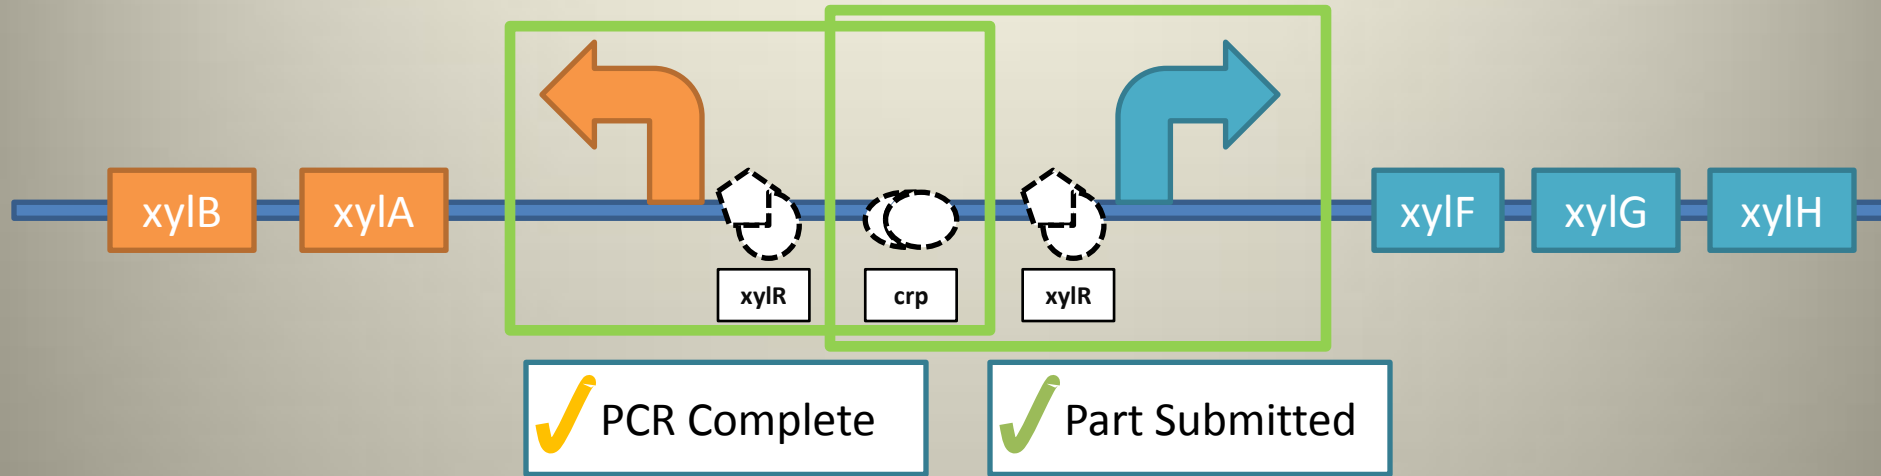 xylB
xylA
xylF
xylG
xylH
xylR
crp
xylR
PCR Complete
Part Submitted